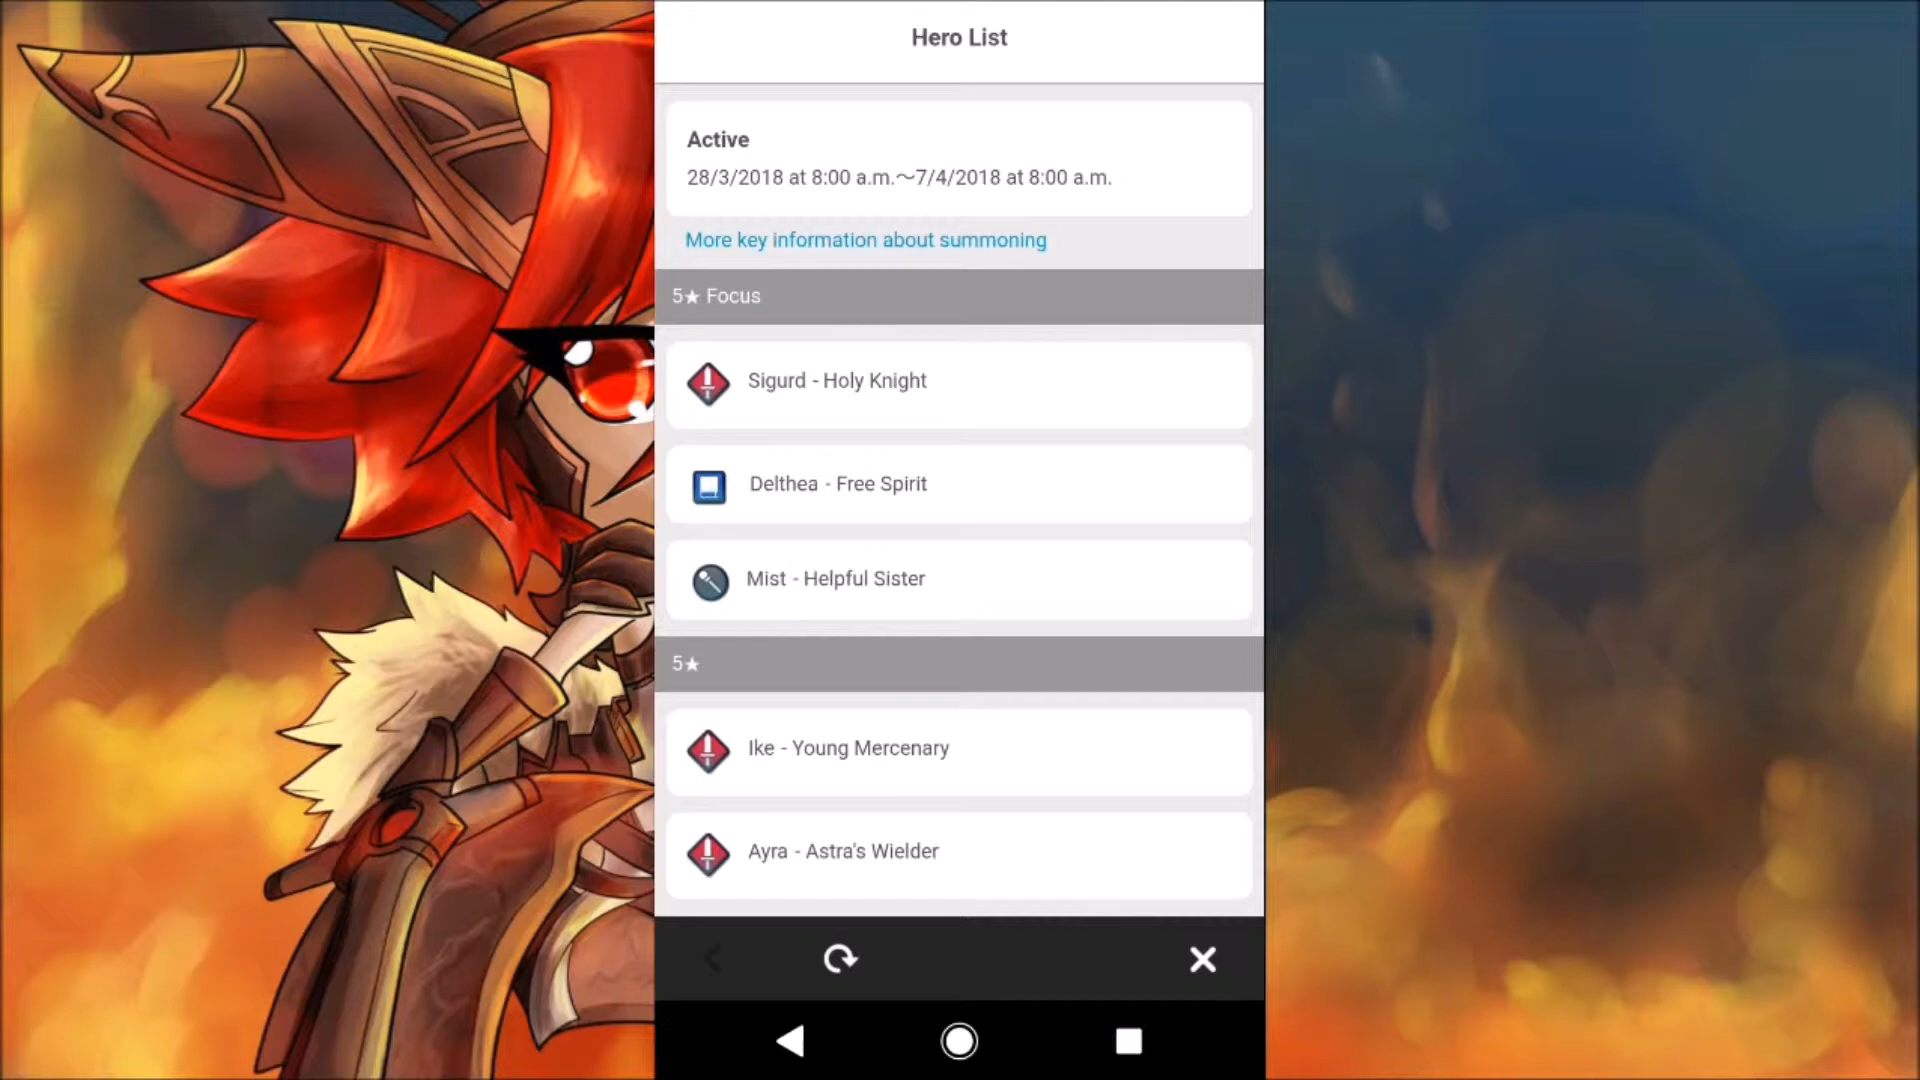 Hero List
Active
28/3/2018 at 8:00 a.m.～7/4/2018 at 8:00 a.m.
More key information about summoning
5★ Focus
Sigurd - Holy Knight
Delthea - Free Spirit
Mist - Helpful Sister
5★
Ike - Young Mercenary
Ayra - Astra's Wielder